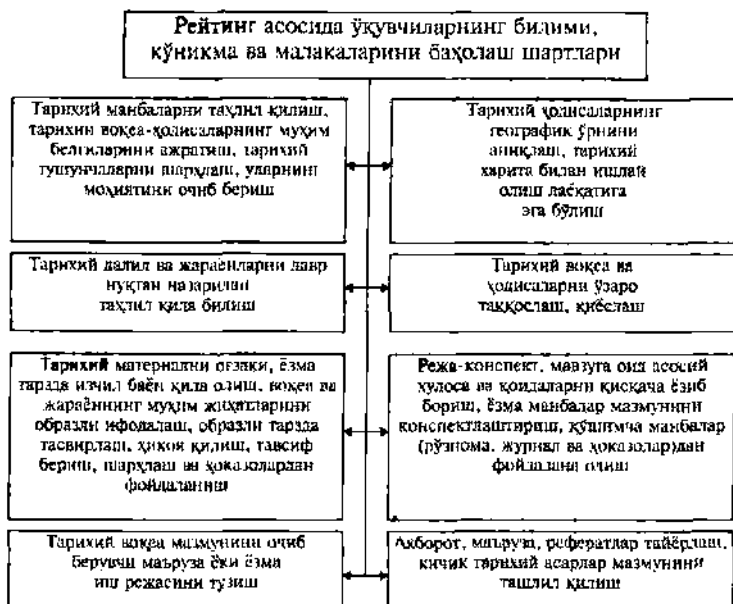 Рейтинг асосида ўқувчиларнинг билими,
кўникма ва малакаларини баҳолаш шартлари
Тарихий манбаларни таҳлил қилиш,
тарихий воқеа-ҳодисаларнинг муҳим
белгиларини ажратиш, тарихий
тушунчаларни шарҳлаш, уларнинг
моҳиятини очиб бериш
Тарихий ҳодисаларнинг
географик ўрнини
аниқлаш, тарихий
харита билан ишлай
олиш лаёқатига
эга бўлиш
Тарихий далил ва жараёнларни давр
нуқтаи назаридан
таҳлил қила билиш
Тарихий воқеа ва
ҳодисаларни ўзаро
таққослаш, қиёслаш
Тарихий материални оғзаки, ёзма
тарзда изчил баён қила олиш, воқеа ва
жараённинг муҳим жиҳатларини
образли ифодалаш, образли тарзда
тасвирлаш, ҳикоя қилиш, тавсиф
бериш, шарҳлаш ва ҳоказолардан
фойдаланиш
Режа-конспект, мавзуга оид асосий
хулоса ва қоидаларни қисқача ёзиб
бориш, ёзма манбалар мазмунини
конспектлаштириш, қўшимча манбалар
(рўзнома, журнал ва ҳоказолар)дан
фойдалана олиш
Тарихий воқеа мазмунини очиб
берувчи маъруза ёки ёзма
иш режасини тузиш
Ахборот, маъруза, рефератлар тайёрлаш,
кичик тарихий асарлар мазмунини
ташлил қилиш